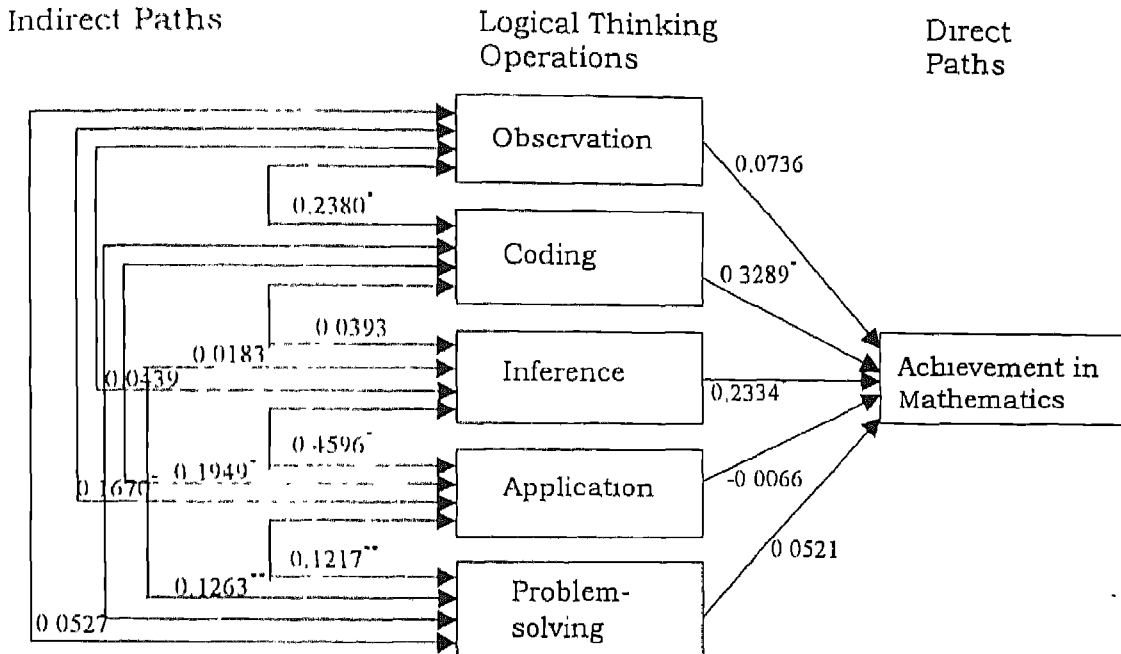 Indirect Paths
Logical Thinking
Operations
Direct
Paths
Observation
0.0736
0.2380*
Coding
0 3289*
0.0393
0.0183
0.0439
Inference
0.2334
Achievement in
Mathematics
0.4596*
0.1949*
0.1670*
Application
-0 0066
0.1217**
0.1263**
0 0521
Problem-
solving
0 0527